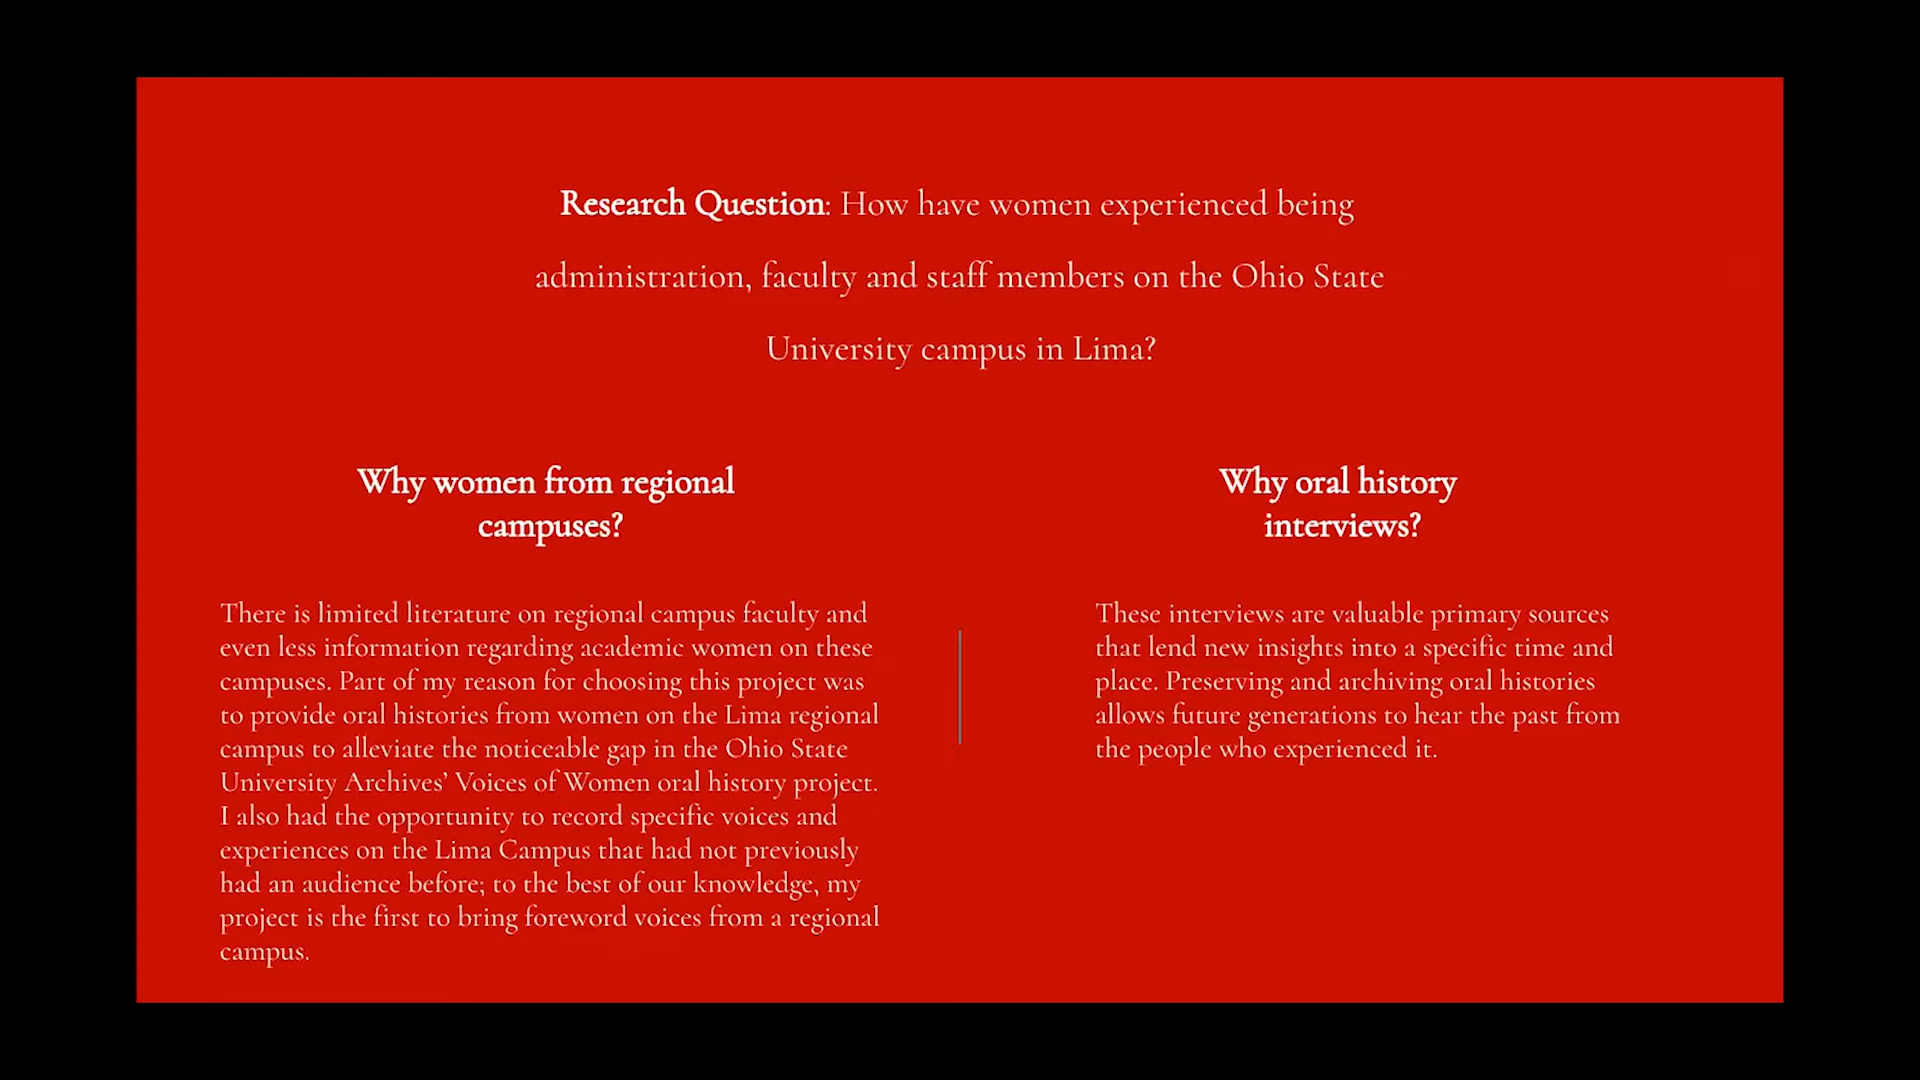 Research Question: How have women experienced being
administration, faculty and staff members on the Ohio State
University campus in Lima?
Why women from regional
campuses?
There is limited literature on regional campus faculty and
even less information regarding academic women on these
campuses. Part of my reason for choosing this project was
to provide oral histories from women on the Lima regional
campus to alleviate the noticeable gap in the Ohio State
University Archives’ Voices of Women oral history project.
I also had the opportunity to record specific voices and
experiences on the Lima Campus that had not previously
had an audience before; to the best of our knowledge, my
project is the first to bring foreword voices from a regional
campus.
Why oral history
interviews?
These interviews are valuable primary sources
that lend new insights into a specific time and
place. Preserving and archiving oral histories
allows future generations to hear the past from
the people who experienced it.